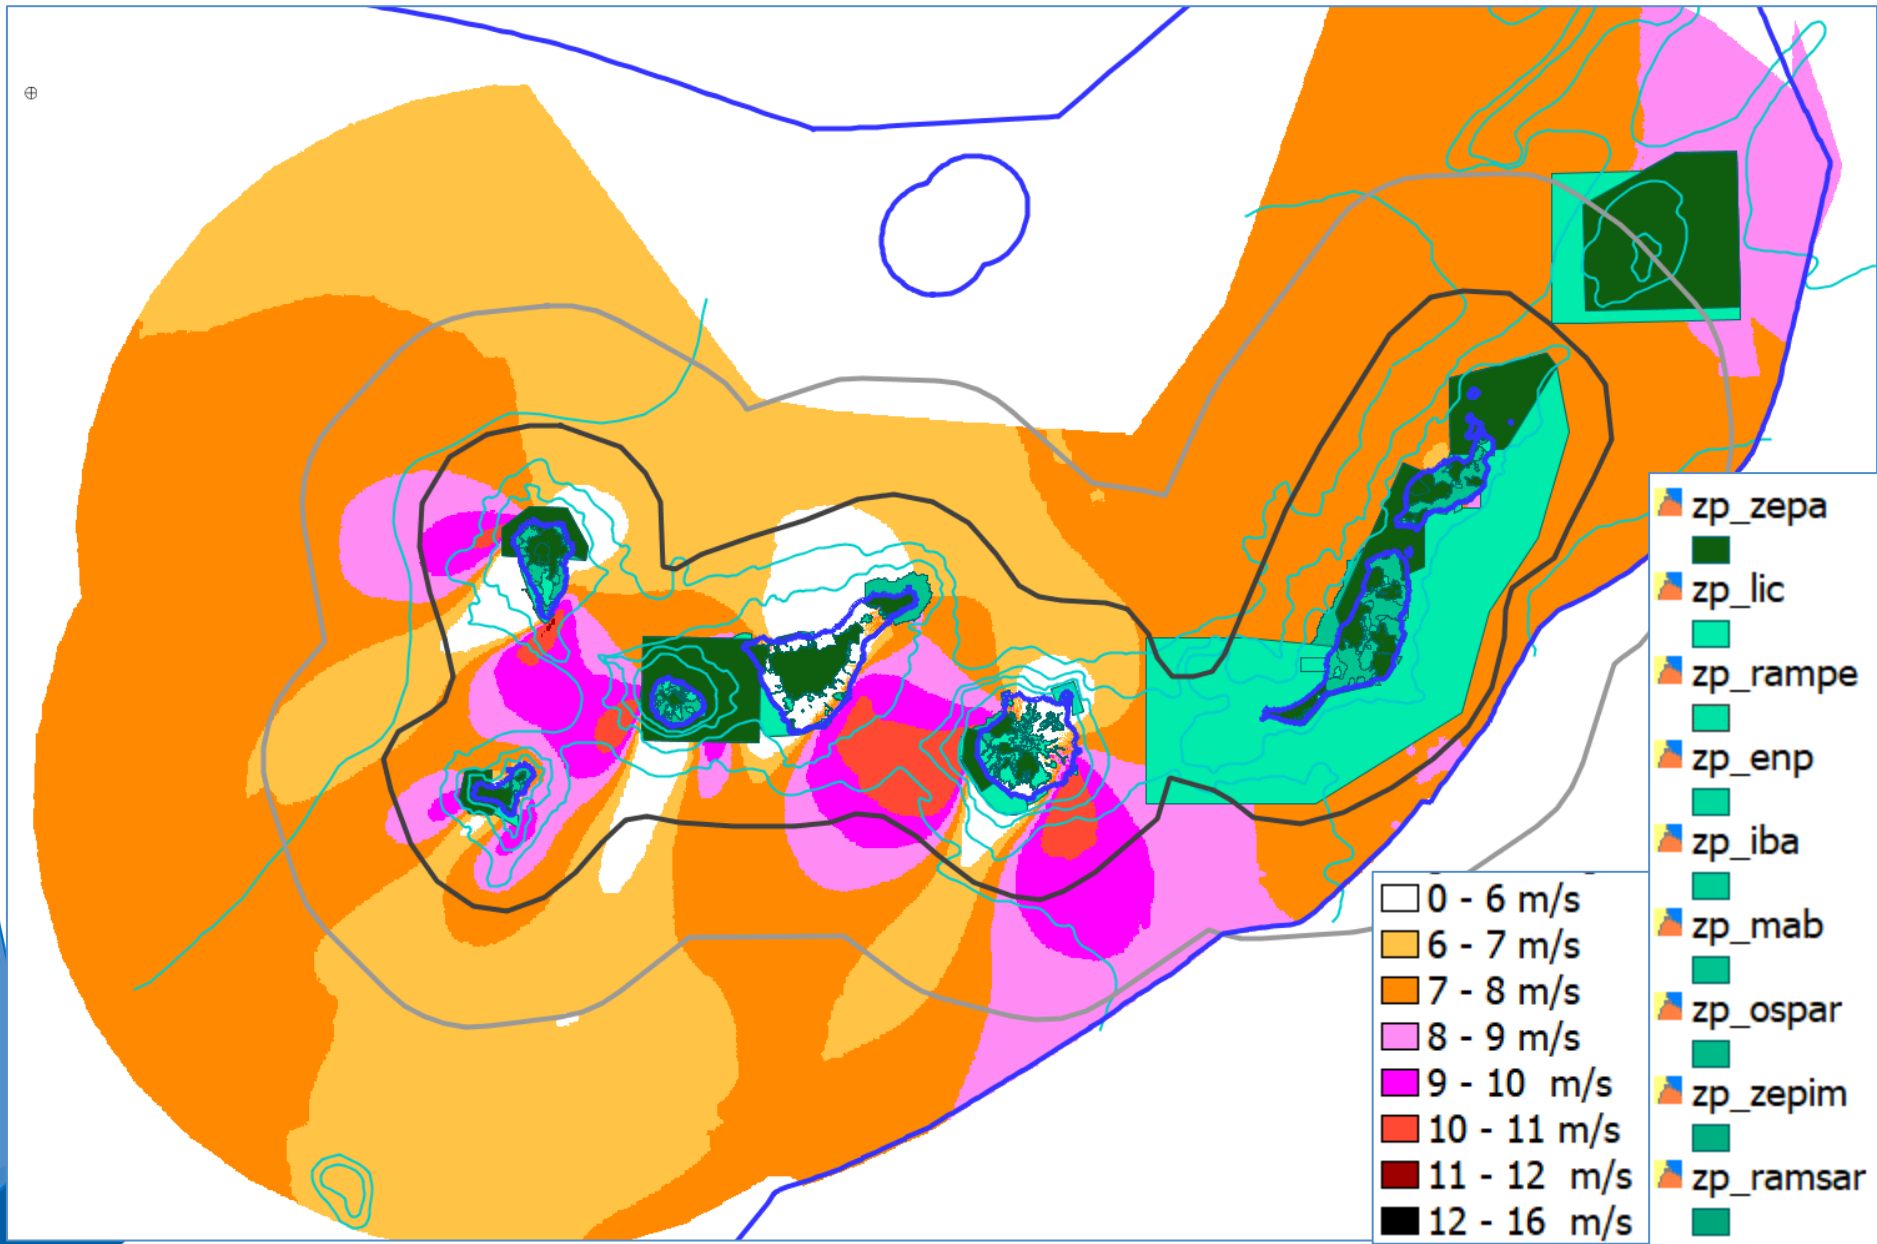 zp_zepa
zp_lic
zp_rampe
zp_enp
zp_iba
zp_mab
zp_ospar
zp_zepim
zp_ramsar
0 - 6 m/s
6 - 7 m/s
7 - 8 m/s
8 - 9 m/s
9 - 10 m/s
10 - 11 m/s
11 - 12 m/s
12 - 16 m/s